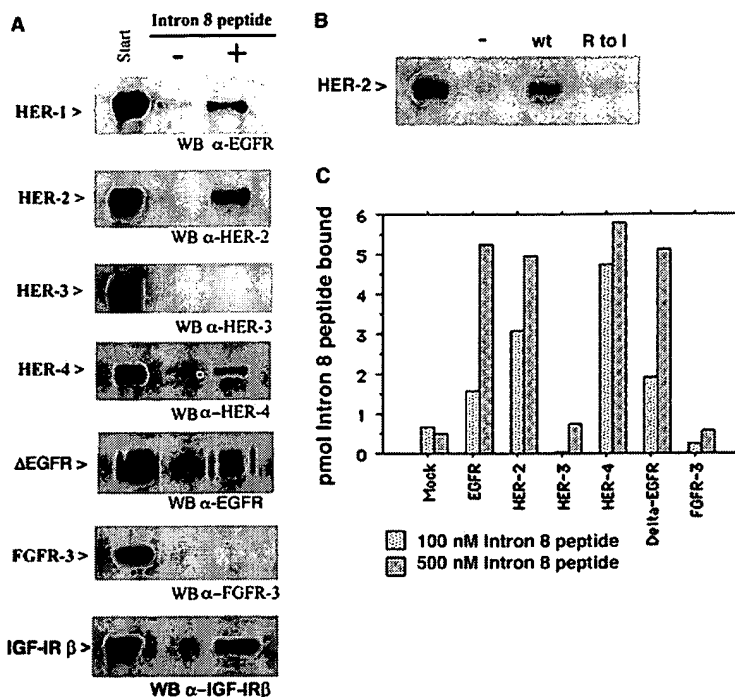 A
Intron 8 peptide
Start - +
HER-1 >
WB α-EGFR
HER-2 >
WB α-HER-2
HER-3 >
WB α-HER-3
HER-4 >
WB α-HER-4
ΔEGFR >
WB α-EGFR
FGFR-3 >
WB α-FGFR-3
IGF-IR β >
WB α-IGF-IRβ
B
- wt R to I
HER-2 >
C
pmol Intron 8 peptide bound
6
5
4
3
2
1
0
Mock EGFR HER-2 HER-3 HER-4 Delta-EGFR FGFR-3
100 nM Intron 8 peptide
500 nM Intron 8 peptide